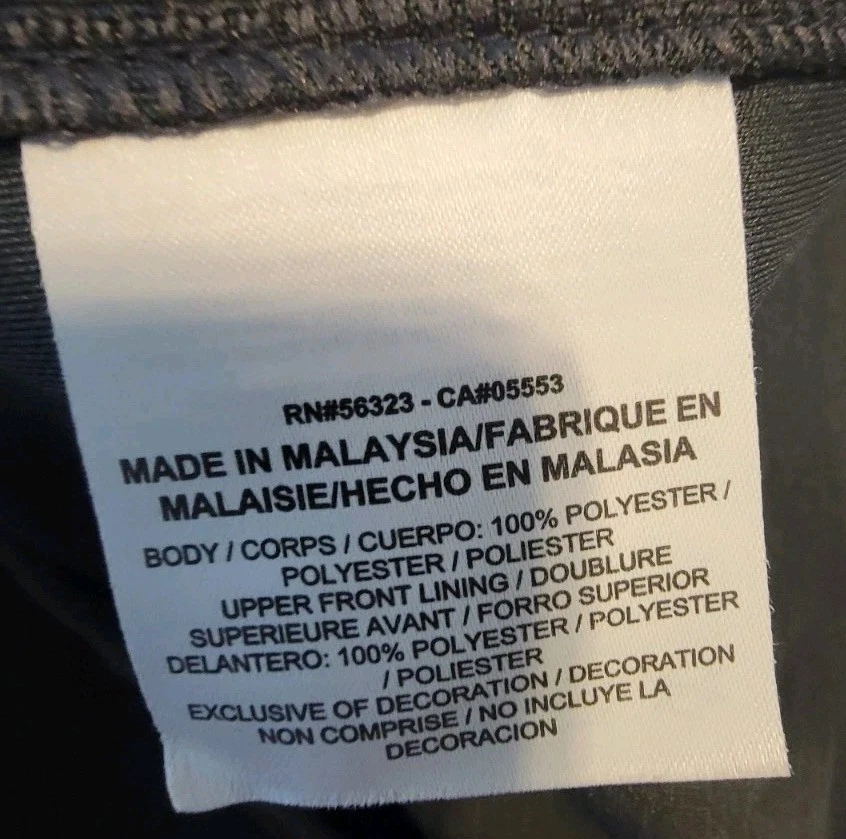 RN#56323 - CA#05553
MADE IN MALAYSIA/FABRIQUE EN
MALAISIE/HECHO EN MALASIA
BODY / CORPS / CUERPO: 100% POLYESTER /
POLYESTER / POLIESTER
UPPER FRONT LINING / DOUBLURE
SUPERIEURE AVANT / FORRO SUPERIOR
DELANTERO: 100% POLYESTER / POLYESTER
/ POLIESTER
EXCLUSIVE OF DECORATION / DECORATION
NON COMPRISE / NO INCLUYE LA
DECORACION